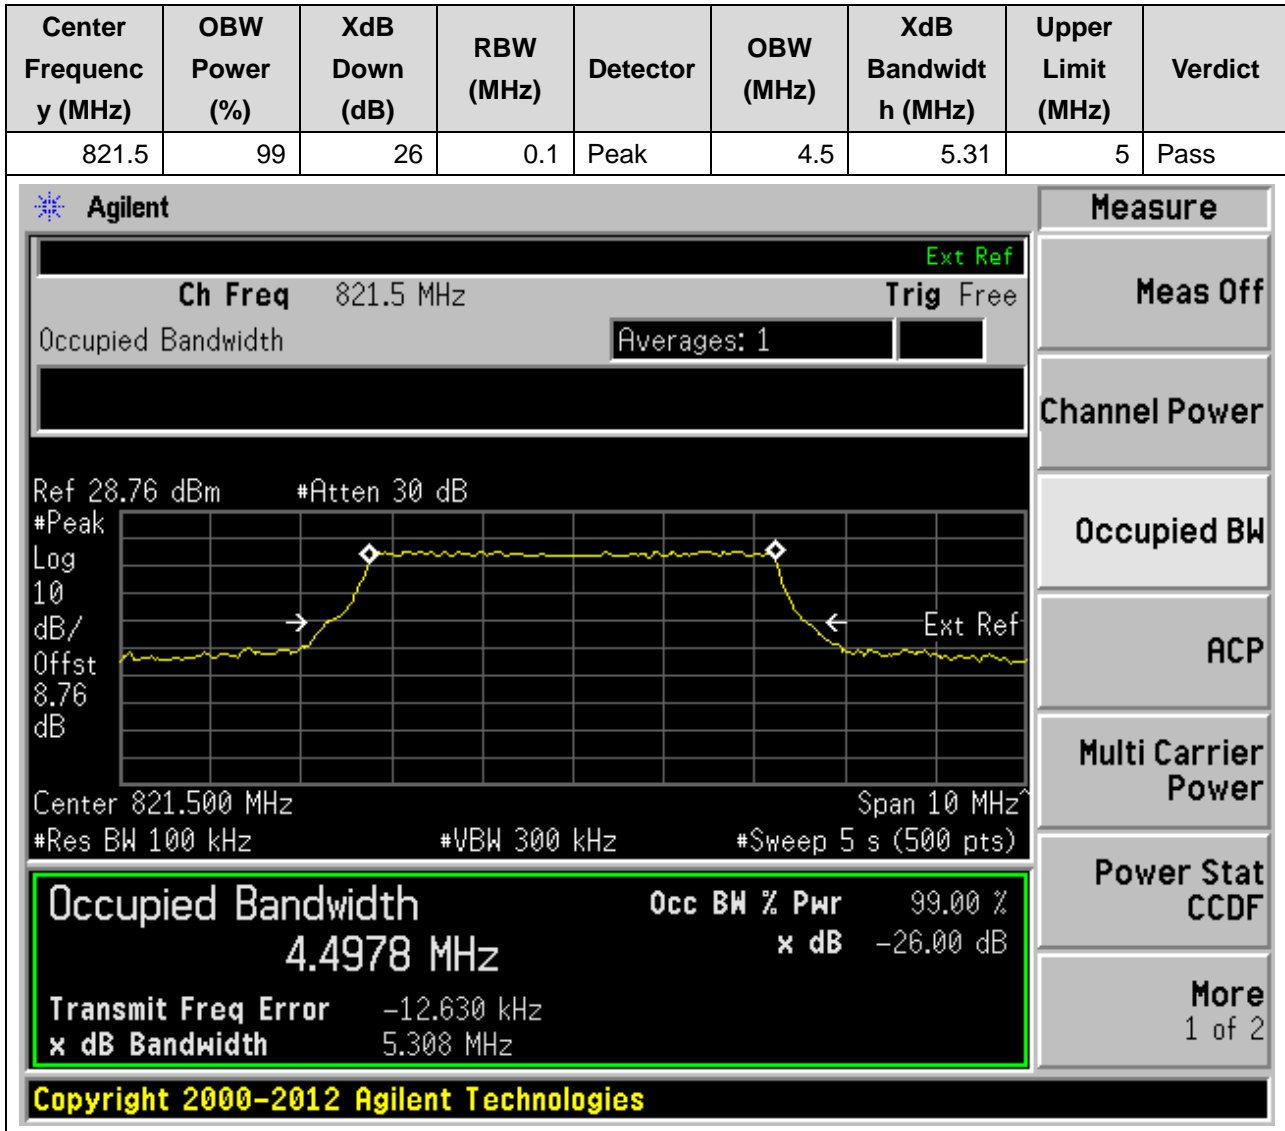 Center Frequenc y (MHz) OBW Power (%) XdB Down (dB) RBW (MHz) Detector OBW (MHz) XdB Bandwidt h (MHz) Upper Limit (MHz) Verdict
821.5 99 26 0.1 Peak 4.5 5.31 5 Pass
Agilent
Measure
Ext Ref
Ch Freq 821.5 MHz Trig Free
Meas Off
Occupied Bandwidth Averages: 1
Channel Power
Ref 28.76 dBm #Atten 30 dB
#Peak
Log
10
dB/
Offst
8.76
dB
Ext Ref
Occupied BW
ACP
Center 821.500 MHz Span 10 MHz^
#Res BW 100 kHz #VBW 300 kHz #Sweep 5 s (500 pts)
Multi Carrier
Power
Occupied Bandwidth Occ BW % Pwr 99.00 %
4.4978 MHz x dB -26.00 dB
Transmit Freq Error -12.630 kHz
x dB Bandwidth 5.308 MHz
Power Stat
CCDF
More
1 of 2
Copyright 2000-2012 Agilent Technologies